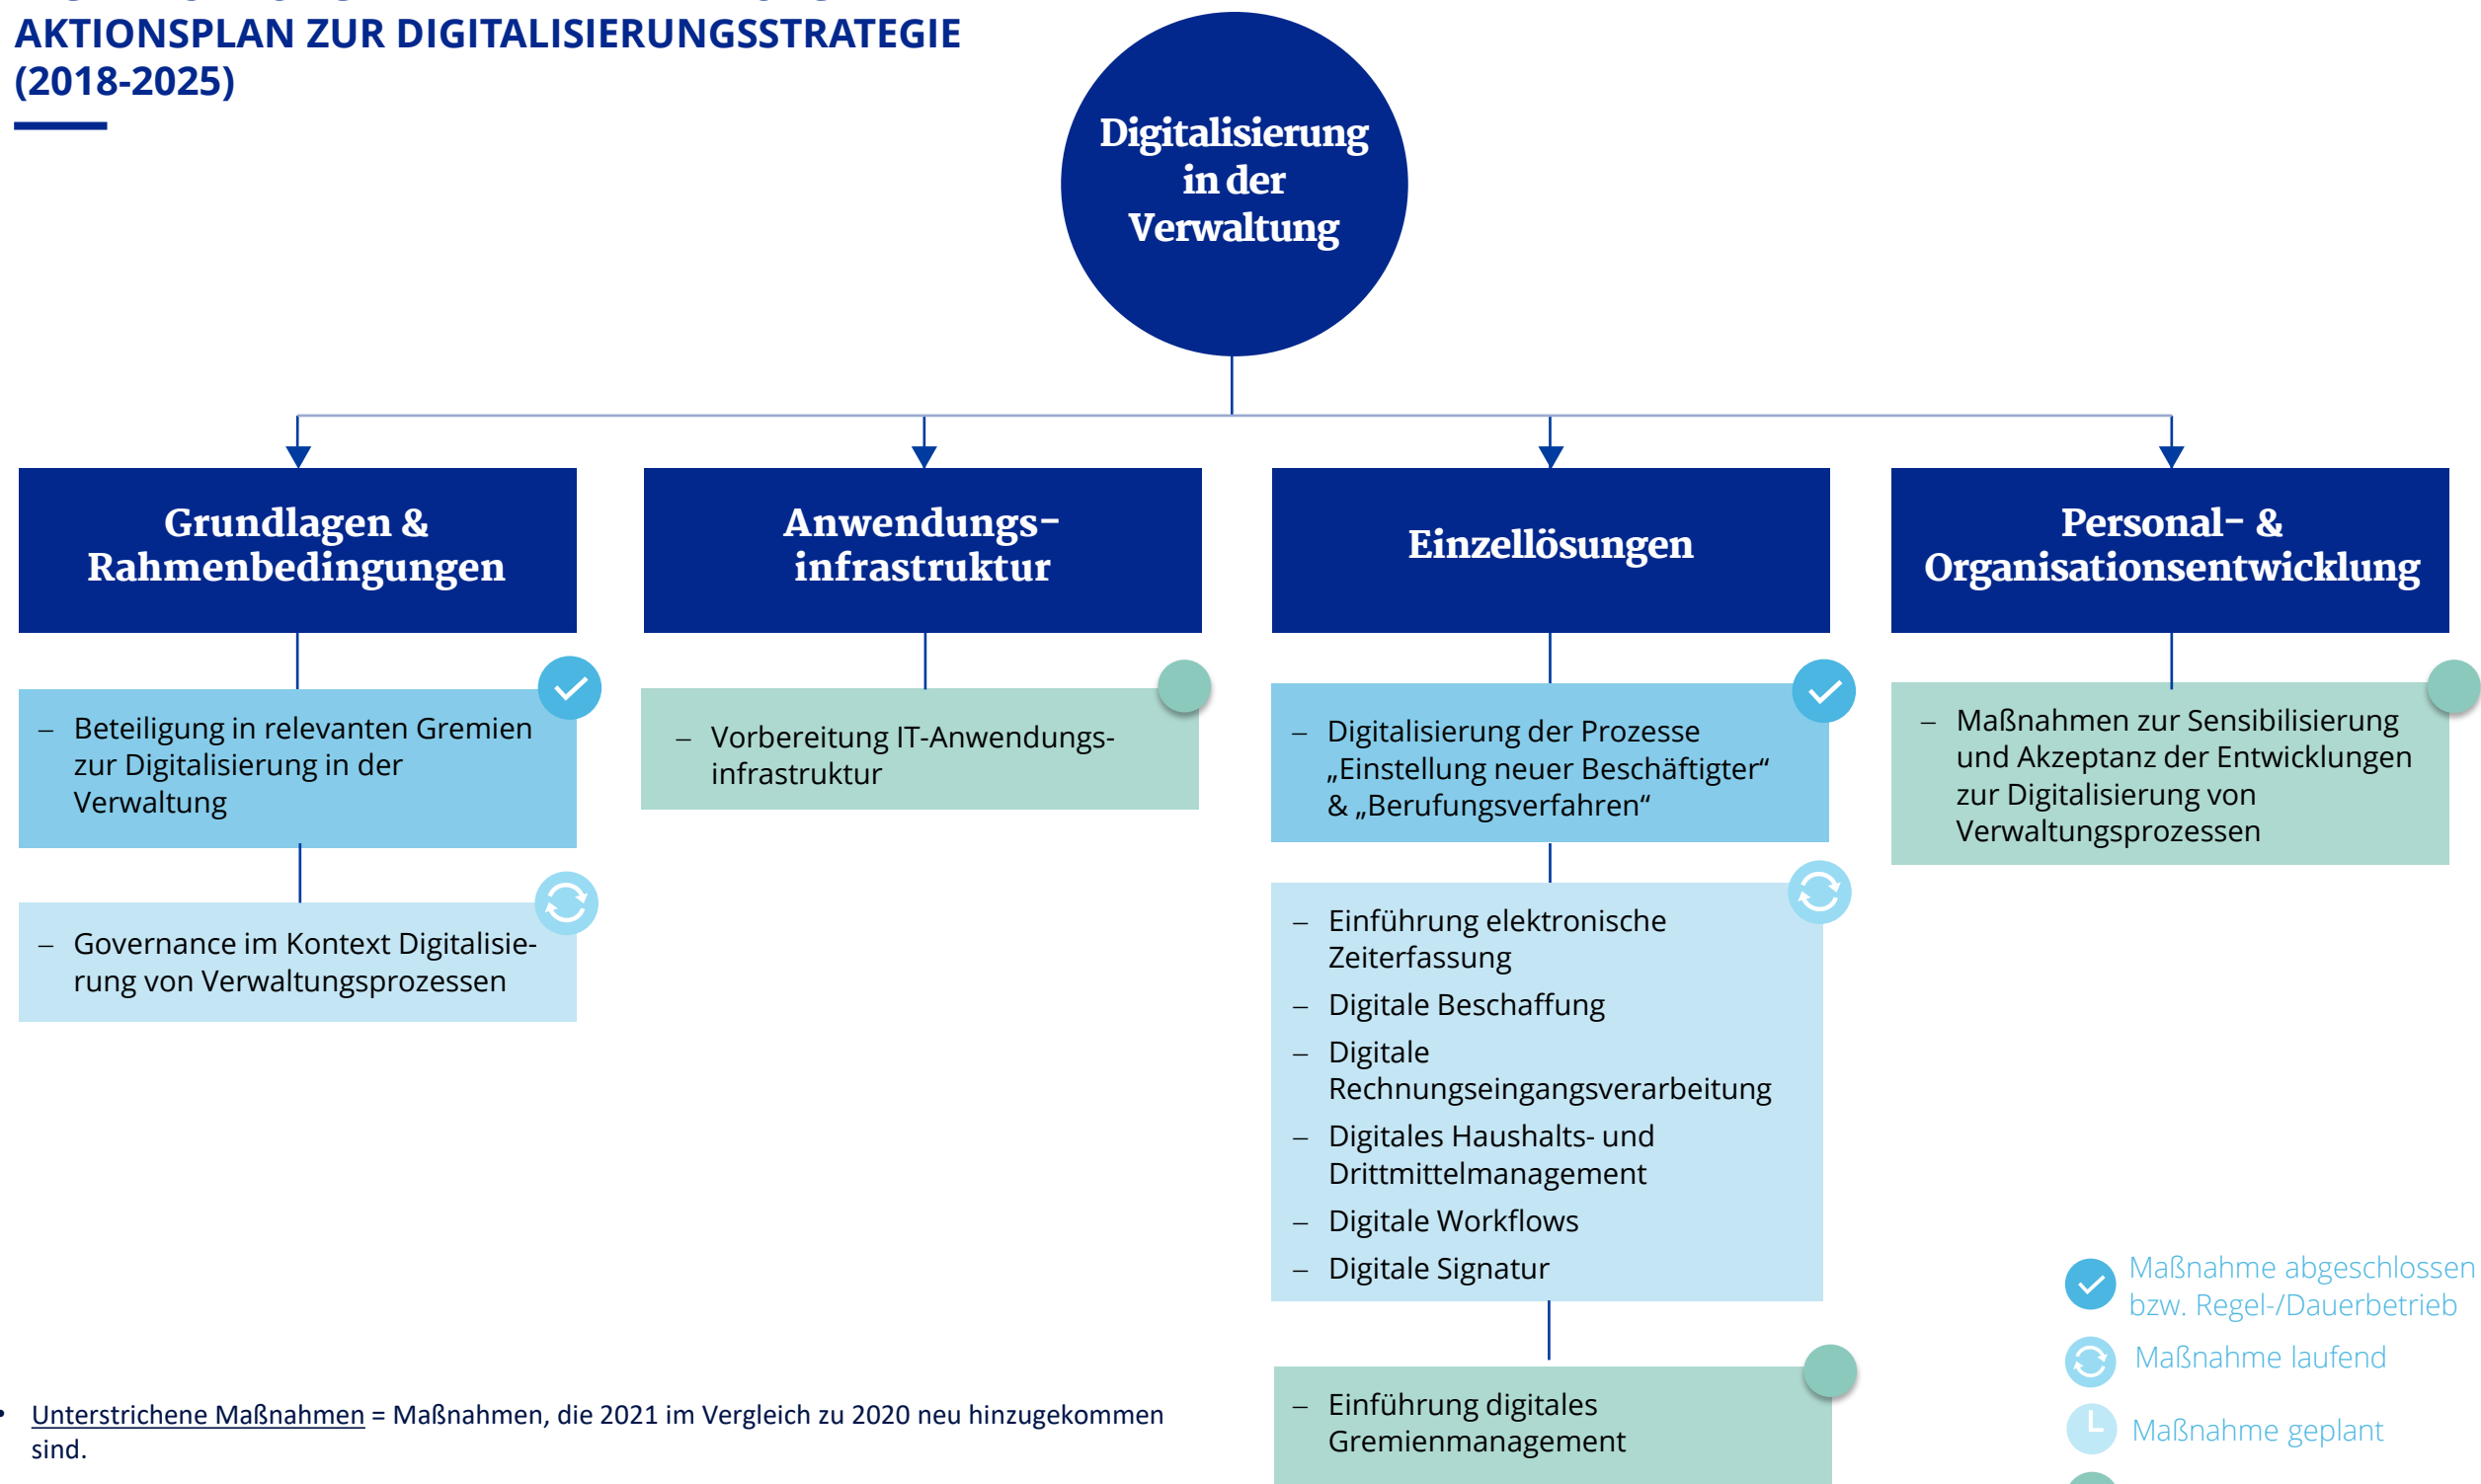 AKTIONSPLAN ZUR DIGITALISIERUNGSSTRATEGIE
(2018-2025)
Digitalisierung
in der
Verwaltung
Grundlagen &
Rahmenbedingungen
– Beteiligung in relevanten Gremien
zur Digitalisierung in der
Verwaltung
– Governance im Kontext Digitalisie-
rung von Verwaltungsprozessen
Anwendungs-
infrastruktur
– Vorbereitung IT-Anwendungs-
infrastruktur
Einzellösungen
– Digitalisierung der Prozesse
„Einstellung neuer Beschäftigter“
& „Berufungsverfahren“
– Einführung elektronische
Zeiterfassung
– Digitale Beschaffung
– Digitale
Rechnungseingangsverarbeitung
– Digitales Haushalts- und
Drittmittelmanagement
– Digitale Workflows
– Digitale Signatur
– Einführung digitales
Gremienmanagement
Personal- &
Organisationsentwicklung
– Maßnahmen zur Sensibilisierung
und Akzeptanz der Entwicklungen
zur Digitalisierung von
Verwaltungsprozessen
Maßnahme abgeschlossen
bzw. Regel-/Dauerbetrieb
Maßnahme laufend
Maßnahme geplant
• Unterstrichene Maßnahmen = Maßnahmen, die 2021 im Vergleich zu 2020 neu hinzugekommen
sind.